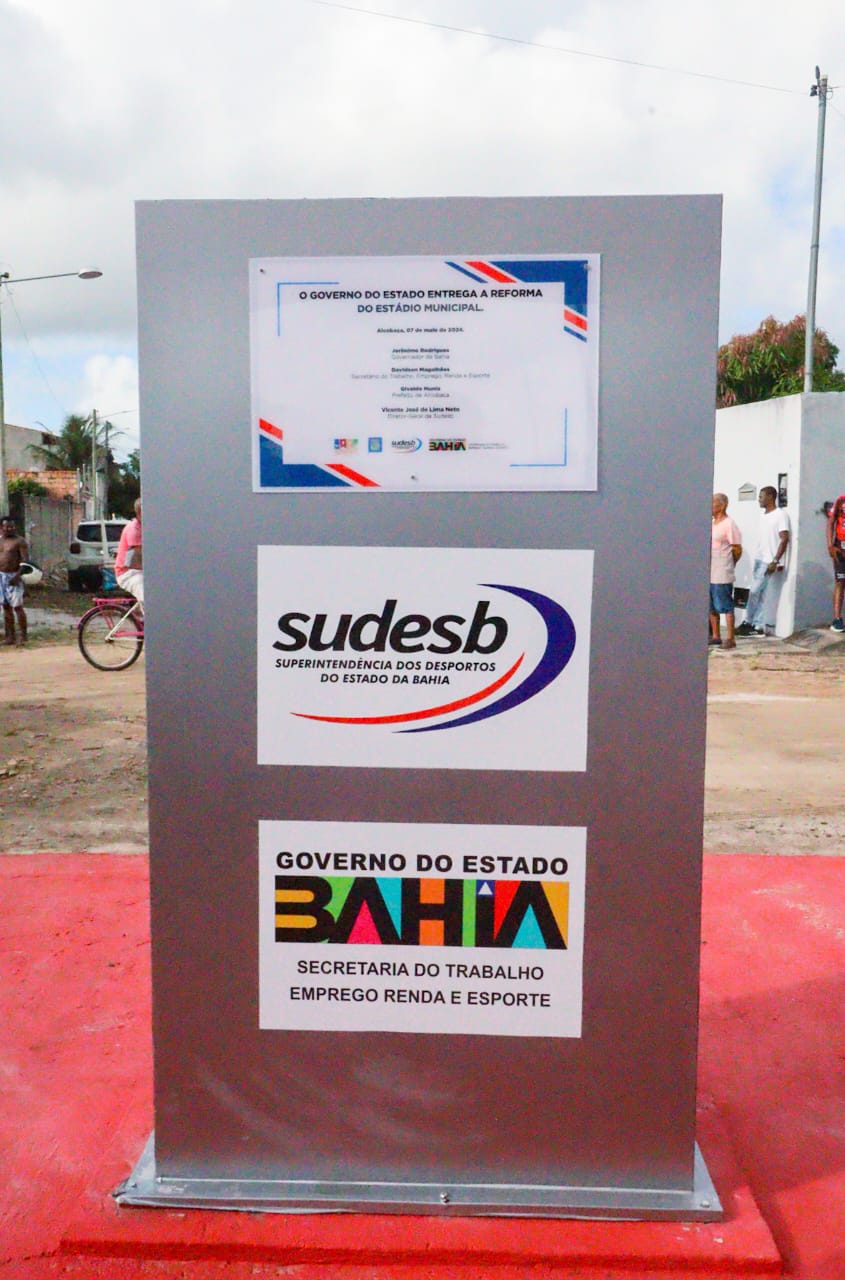 O GOVERNO DO ESTADO ENTREGA A REFORMA
DO ESTÁDIO MUNICIPAL.
Alcobaça, 07 de maio de 2024.
Jerônimo Rodrigues
Governador da Bahia
Davidson Magalhães
Secretário do Trabalho, Emprego, Renda e Esporte
Givaldo Muniz
Prefeito de Alcobaça
Vicente José de Lima Neto
Diretor-Geral da Sudesb
sudesb
BAHIA
sudesb
SUPERINTENDÊNCIA DOS DESPORTOS
DO ESTADO DA BAHIA
GOVERNO DO ESTADO
BAHIA
SECRETARIA DO TRABALHO
EMPREGO RENDA E ESPORTE